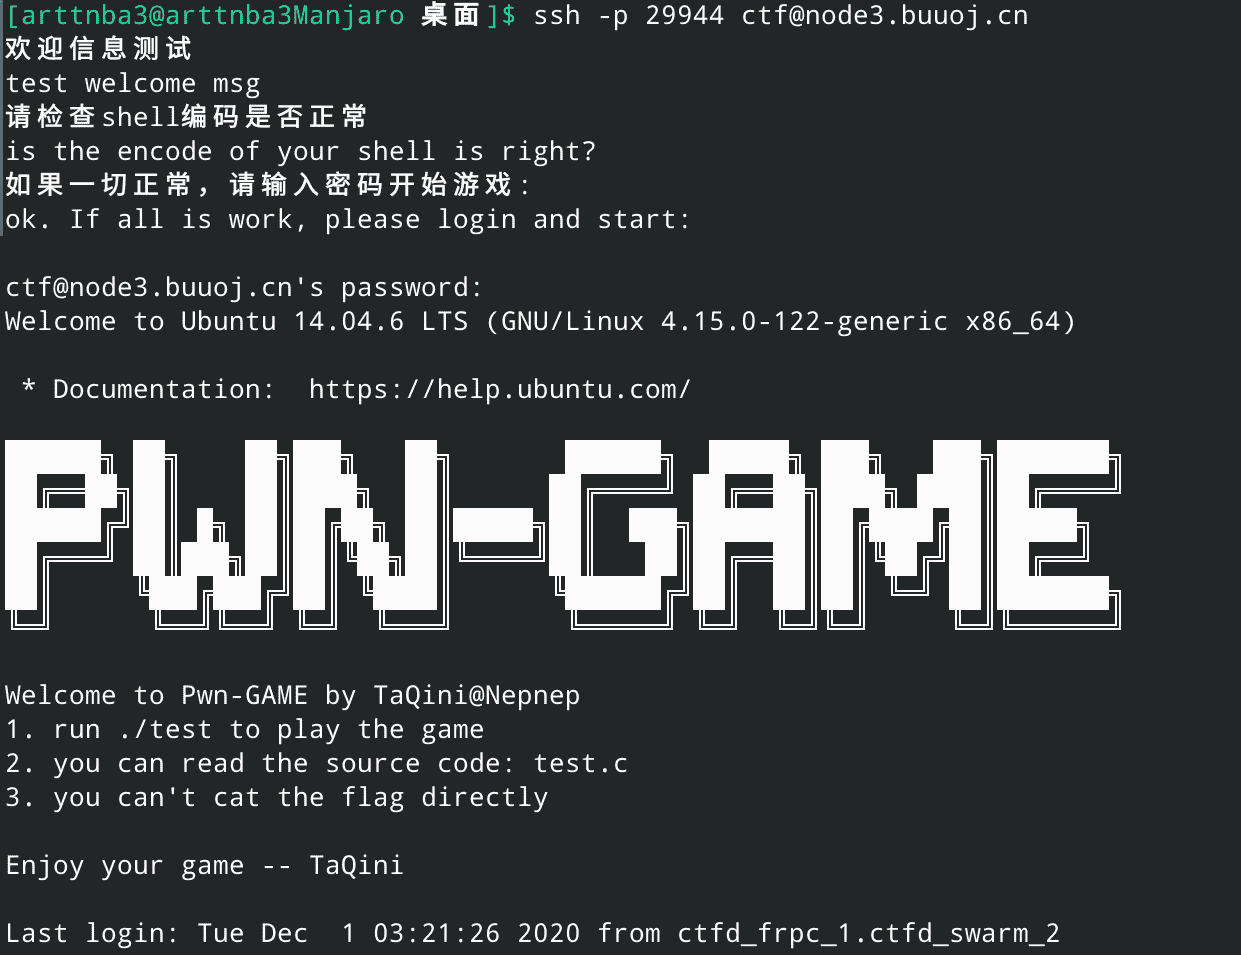 [arttnba3@arttnba3Manjaro 桌面]$ ssh -p 29944 ctf@node3.buuoj.cn
欢迎信息测试
test welcome msg
请检查shell编码是否正常
is the encode of your shell is right?
如果一切正常，请输入密码开始游戏：
ok. If all is work, please login and start:
ctf@node3.buuoj.cn's password:
Welcome to Ubuntu 14.04.6 LTS (GNU/Linux 4.15.0-122-generic x86_64)
* Documentation:  https://help.ubuntu.com/
PWN-GAME
Welcome to Pwn-GAME by TaQini@Nepnep
1. run ./test to play the game
2. you can read the source code: test.c
3. you can't cat the flag directly
Enjoy your game -- TaQini
Last login: Tue Dec  1 03:21:26 2020 from ctfd_frpc_1.ctfd_swarm_2